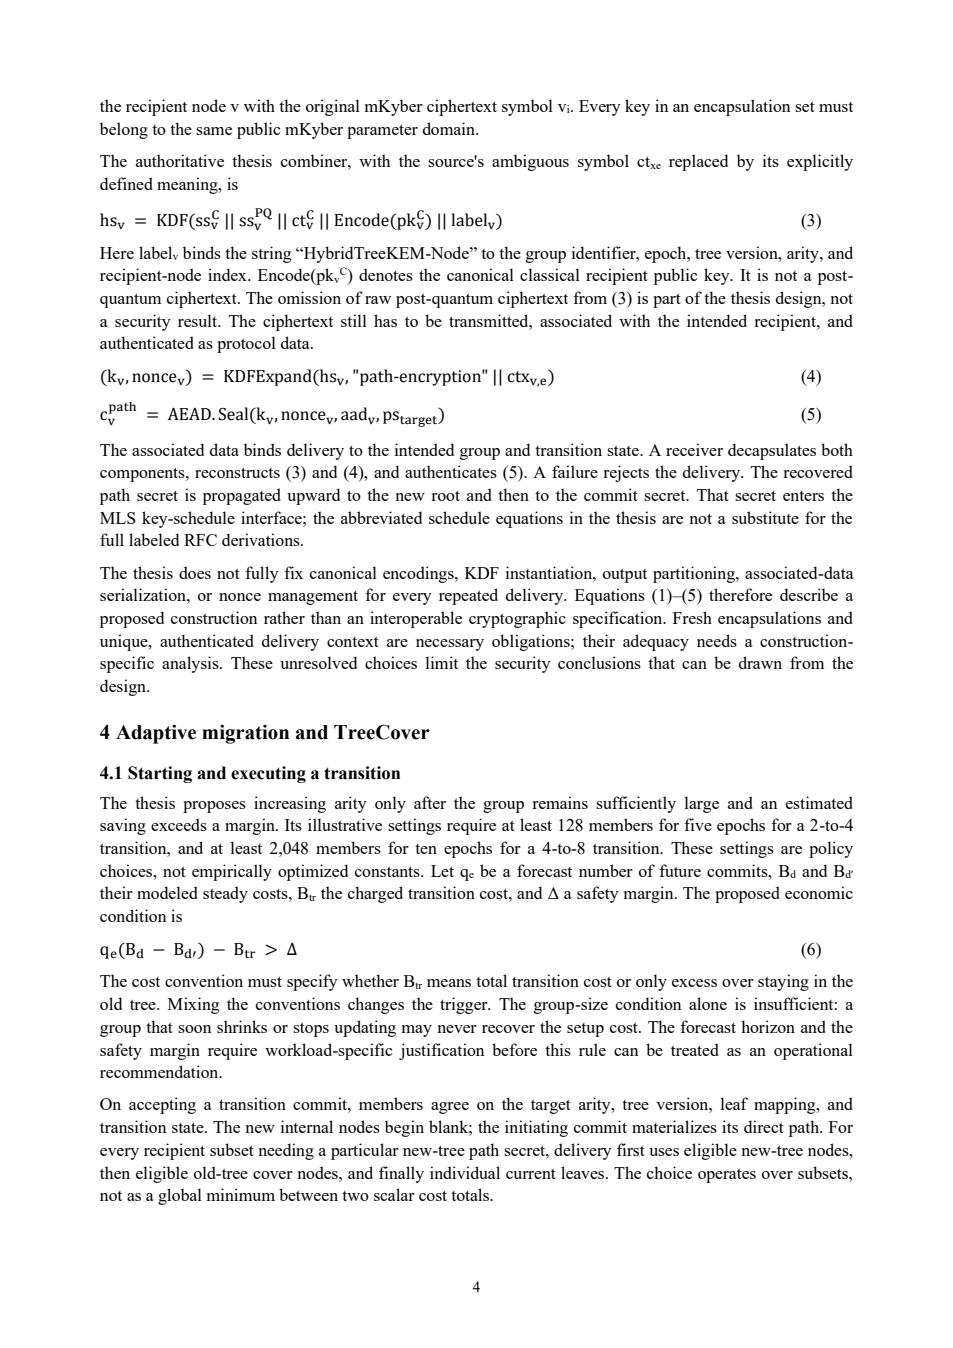 the recipient node v with the original mKyber ciphertext symbol vᵢ. Every key in an encapsulation set must
belong to the same public mKyber parameter domain.
The authoritative thesis combiner, with the source's ambiguous symbol ctₓₑ replaced by its explicitly
defined meaning, is
hs_v = KDF(ss_v^C || ss_v^PQ || ct_v^C || Encode(pk_v^C) || label_v) (3)
Here label_v binds the string “HybridTreeKEM-Node” to the group identifier, epoch, tree version, arity, and
recipient-node index. Encode(pk_v^C) denotes the canonical classical recipient public key. It is not a post-
quantum ciphertext. The omission of raw post-quantum ciphertext from (3) is part of the thesis design, not
a security result. The ciphertext still has to be transmitted, associated with the intended recipient, and
authenticated as protocol data.
(k_v, nonce_v) = KDFExpand(hs_v, "path-encryption" || ctx_v,e) (4)
c_v^path = AEAD. Seal(k_v, nonce_v, aad_v, ps_target) (5)
The associated data binds delivery to the intended group and transition state. A receiver decapsulates both
components, reconstructs (3) and (4), and authenticates (5). A failure rejects the delivery. The recovered
path secret is propagated upward to the new root and then to the commit secret. That secret enters the
MLS key-schedule interface; the abbreviated schedule equations in the thesis are not a substitute for the
full labeled RFC derivations.
The thesis does not fully fix canonical encodings, KDF instantiation, output partitioning, associated-data
serialization, or nonce management for every repeated delivery. Equations (1)–(5) therefore describe a
proposed construction rather than an interoperable cryptographic specification. Fresh encapsulations and
unique, authenticated delivery context are necessary obligations; their adequacy needs a construction-
specific analysis. These unresolved choices limit the security conclusions that can be drawn from the
design.
4 Adaptive migration and TreeCover
4.1 Starting and executing a transition
The thesis proposes increasing arity only after the group remains sufficiently large and an estimated
saving exceeds a margin. Its illustrative settings require at least 128 members for five epochs for a 2-to-4
transition, and at least 2,048 members for ten epochs for a 4-to-8 transition. These settings are policy
choices, not empirically optimized constants. Let q_e be a forecast number of future commits, B_d and B_d′
their modeled steady costs, B_tr the charged transition cost, and Δ a safety margin. The proposed economic
condition is
q_e(B_d − B_d′) − B_tr > Δ (6)
The cost convention must specify whether B_tr means total transition cost or only excess over staying in the
old tree. Mixing the conventions changes the trigger. The group-size condition alone is insufficient: a
group that soon shrinks or stops updating may never recover the setup cost. The forecast horizon and the
safety margin require workload-specific justification before this rule can be treated as an operational
recommendation.
On accepting a transition commit, members agree on the target arity, tree version, leaf mapping, and
transition state. The new internal nodes begin blank; the initiating commit materializes its direct path. For
every recipient subset needing a particular new-tree path secret, delivery first uses eligible new-tree nodes,
then eligible old-tree cover nodes, and finally individual current leaves. The choice operates over subsets,
not as a global minimum between two scalar cost totals.
4